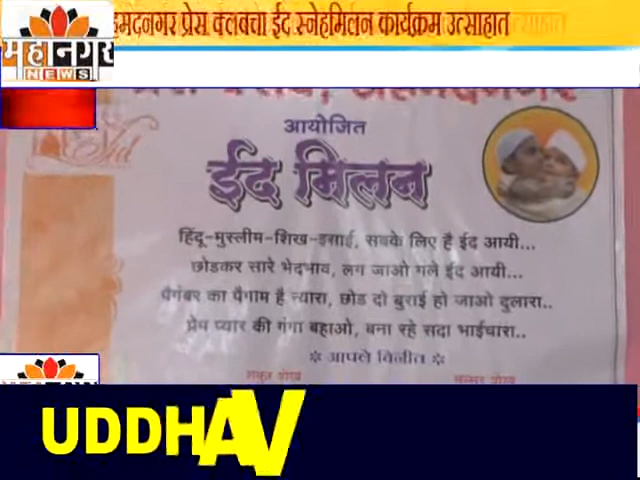 हमदनगर प्रेस क्लबचा ईद स्नेहमिलन कार्यक्रम उत्साहात
महानगर
NEWS
आयोजित
ईद मिलन
हिंदू-मुस्लीम-शिख-इसाई, सबके लिए है ईद आयी...
छोडकर सारे भेदभाव, लग जाओ गले ईद आयी...
पैगंबर का पैगाम है न्यारा, छोड दो बुराई हो जाओ दुलारा..
प्रेम प्यार की गंगा बहाओ, बना रहे सदा भाईचारा..
* आपले विनीत *
UDDHAV